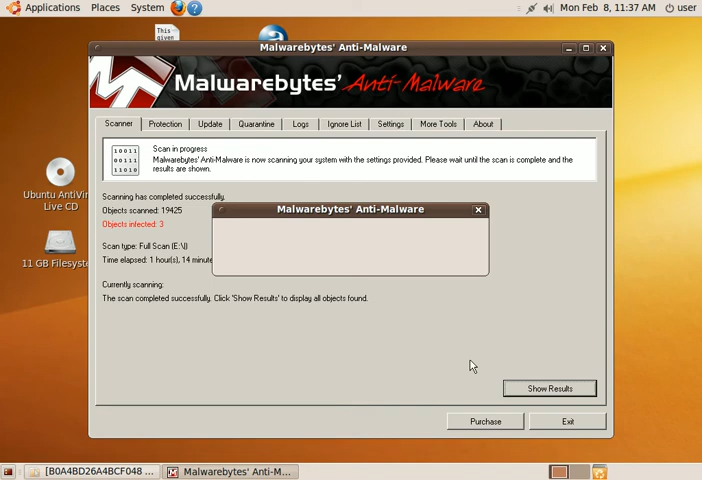 Applications Places System ? Mon Feb 8, 11:37 AM user
This
given
Malwarebytes' Anti-Malware
Malwarebytes' Anti-Malware
Scanner Protection Update Quarantine Logs Ignore List Settings More Tools About
10011
00111
11010
Scan in progress
Malwarebytes' Anti-Malware is now scanning your system with the settings provided. Please wait until the scan is complete and the
results are shown.
Scanning has completed successfully.
Objects scanned: 19425
Objects infected: 3
Malwarebytes' Anti-Malware
Scan type: Full Scan (E:\|)
Time elapsed: 1 hour(s), 14 minute
Currently scanning:
The scan completed successfully. Click 'Show Results' to display all objects found.
Show Results
Purchase Exit
Ubuntu AntiVir
Live CD
11 GB Filesyste
[B0A4BD26A4BCF048 ... Malwarebytes' Anti-M...